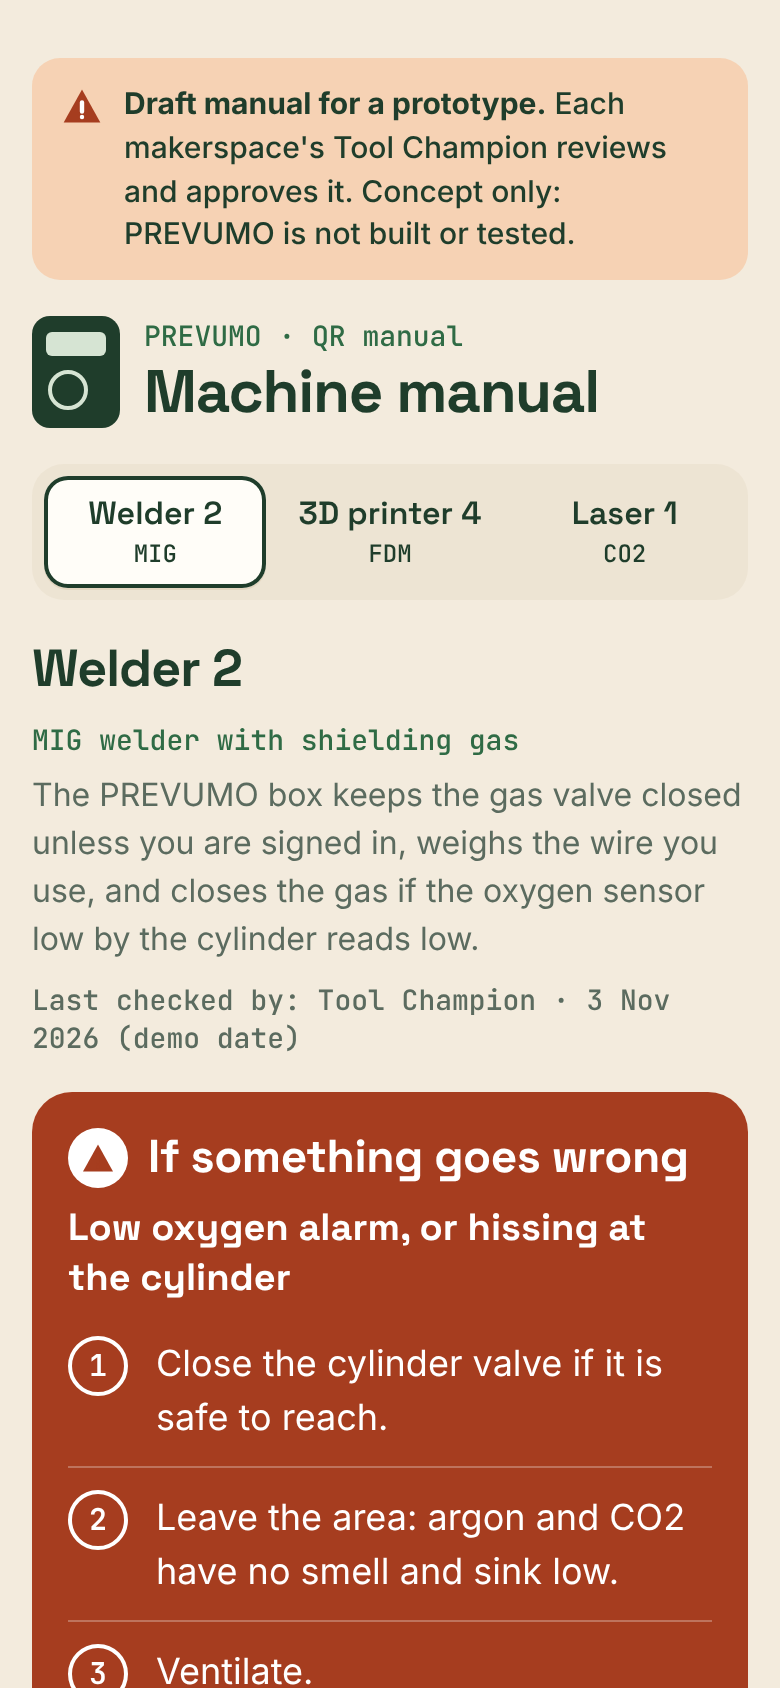 Draft manual for a prototype. Each
makerspace's Tool Champion reviews
and approves it. Concept only:
PREVUMO is not built or tested.
PREVUMO · QR manual
Machine manual
Welder 2
MIG
3D printer 4
FDM
Laser 1
CO2
Welder 2
MIG welder with shielding gas
The PREVUMO box keeps the gas valve closed
unless you are signed in, weighs the wire you
use, and closes the gas if the oxygen sensor
low by the cylinder reads low.
Last checked by: Tool Champion · 3 Nov
2026 (demo date)
If something goes wrong
Low oxygen alarm, or hissing at
the cylinder
1 Close the cylinder valve if it is
safe to reach.
2 Leave the area: argon and CO2
have no smell and sink low.
3 Ventilate.